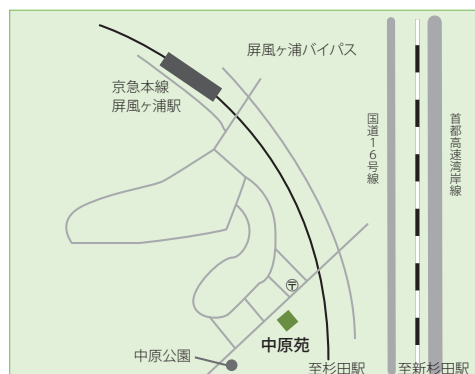 屏風ヶ浦バイパス
京急本線
屏風ヶ浦駅
国道16号線
首都高速湾岸線
〒
中原苑
中原公園
至杉田駅
至新杉田駅